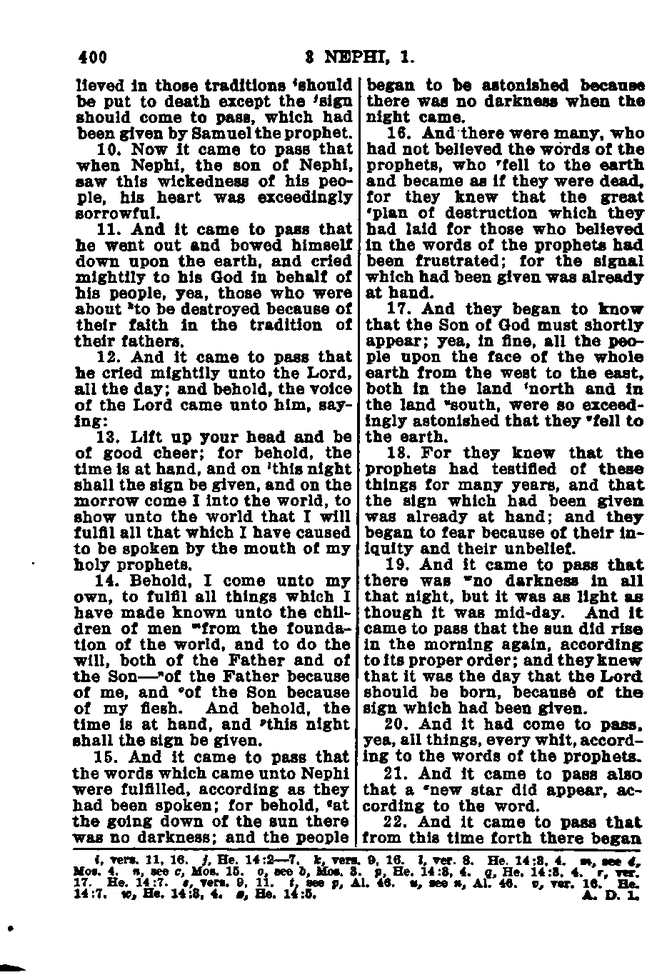 400
3 NEPHI, 1.
lieved in those traditions ⁱshould
be put to death except the ʲsign
should come to pass, which had
been given by Samuel the prophet.
10. Now it came to pass that
when Nephi, the son of Nephi,
saw this wickedness of his peo-
ple, his heart was exceedingly
sorrowful.
11. And it came to pass that
he went out and bowed himself
down upon the earth, and cried
mightily to his God in behalf of
his people, yea, those who were
about ᵏto be destroyed because of
their faith in the tradition of
their fathers.
12. And it came to pass that
he cried mightily unto the Lord,
all the day; and behold, the voice
of the Lord came unto him, say-
ing:
13. Lift up your head and be
of good cheer; for behold, the
time is at hand, and on ˡthis night
shall the sign be given, and on the
morrow come I into the world, to
show unto the world that I will
fulfil all that which I have caused
to be spoken by the mouth of my
holy prophets.
14. Behold, I come unto my
own, to fulfil all things which I
have made known unto the chil-
dren of men ᵐfrom the founda-
tion of the world, and to do the
will, both of the Father and of
the Son—ⁿof the Father because
of me, and ᵒof the Son because
of my flesh. And behold, the
time is at hand, and ᵖthis night
shall the sign be given.
15. And it came to pass that
the words which came unto Nephi
were fulfilled, according as they
had been spoken; for behold, ᑫat
the going down of the sun there
was no darkness; and the people
began to be astonished because
there was no darkness when the
night came.
16. And there were many, who
had not believed the words of the
prophets, who ʳfell to the earth
and became as if they were dead,
for they knew that the great
ˢplan of destruction which they
had laid for those who believed
in the words of the prophets had
been frustrated; for the signal
which had been given was already
at hand.
17. And they began to know
that the Son of God must shortly
appear; yea, in fine, all the peo-
ple upon the face of the whole
earth from the west to the east,
both in the land ᵗnorth and in
the land ᵘsouth, were so exceed-
ingly astonished that they ᵛfell to
the earth.
18. For they knew that the
prophets had testified of these
things for many years, and that
the sign which had been given
was already at hand; and they
began to fear because of their in-
iquity and their unbelief.
19. And it came to pass that
there was ʷno darkness in all
that night, but it was as light as
though it was mid-day. And it
came to pass that the sun did rise
in the morning again, according
to its proper order; and they knew
that it was the day that the Lord
should be born, because of the
sign which had been given.
20. And it had come to pass,
yea, all things, every whit, accord-
ing to the words of the prophets.
21. And it came to pass also
that a ˣnew star did appear, ac-
cording to the word.
22. And it came to pass that
from this time forth there began
i, vers. 11, 16. j, He. 14:2—7. k, vers. 9, 16. l, ver. 8. He. 14:3, 4. m, see d,
Mos. 4. n, see c, Mos. 15. o, see b, Mos. 3. p, He. 14:3, 4. q, He. 14:3, 4. r, ver.
17. He. 14:7. s, vers. 9, 11. t, see p, Al. 46. u, see n, Al. 46. v, ver. 16. He.
14:7. w, He. 14:3, 4. x, He. 14:5.
A. D. 1.